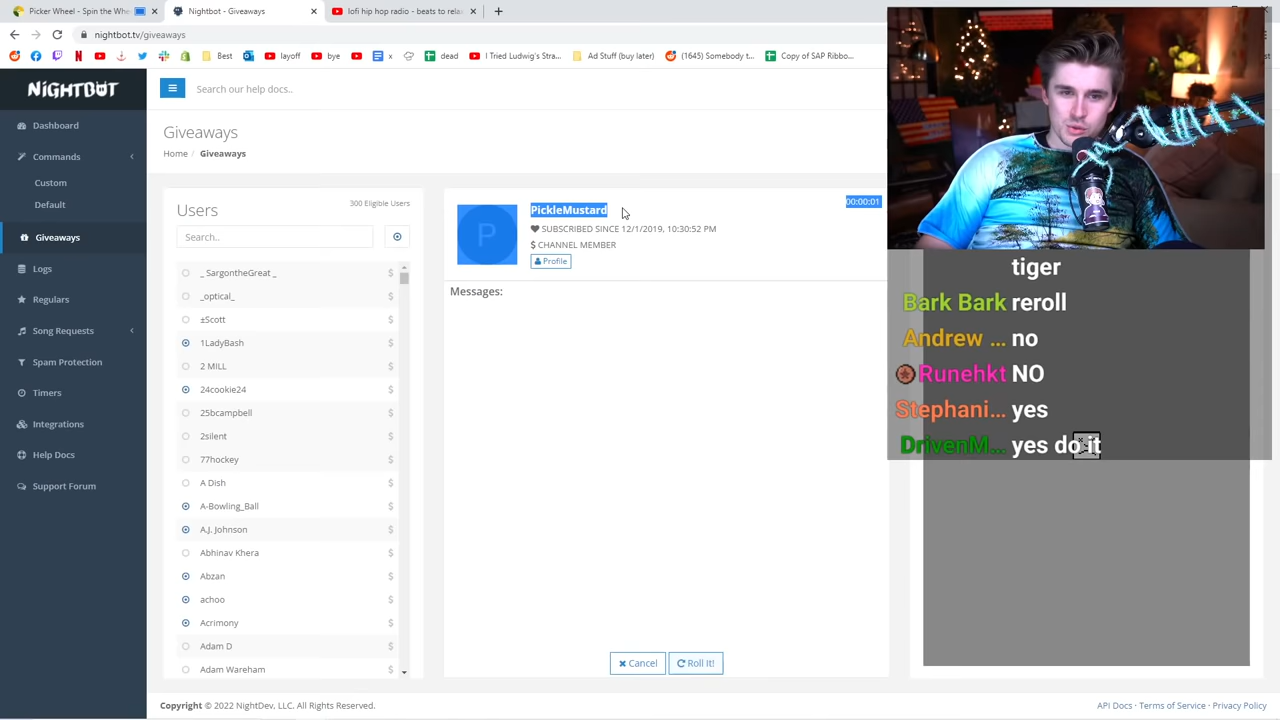 Picker Wheel - Spin the Whe
Nightbot - Giveaways
lofi hip hop radio - beats to rela
nightbot.tv/giveaways
Best
layoff
bye
x
dead
I Tried Ludwig's Stra...
Ad Stuff (buy later)
(1645) Somebody t...
Copy of SAP Ribbo...
NIGHTBOT
Search our help docs..
Dashboard
Commands
Custom
Default
Giveaways
Logs
Regulars
Song Requests
Spam Protection
Timers
Integrations
Help Docs
Support Forum
Giveaways
Home / Giveaways
Users
300 Eligible Users
Search...
_ SargontheGreat _ $
_optical_ $
±Scott $
1LadyBash $
2 MILL $
24cookie24 $
25bcampbell $
2silent $
77hockey $
A Dish $
A-Bowling_Ball $
A.J. Johnson $
Abhinav Khera $
Abzan $
achoo $
Acrimony $
Adam D $
Adam Wareham $
P
PickleMustard
00:00:01
SUBSCRIBED SINCE 12/1/2019, 10:30:52 PM
$ CHANNEL MEMBER
Profile
Messages:
Cancel
Roll It!
tiger
Bark Bark reroll
Andrew ... no
Runehkt NO
Stephani... yes
DrivenM... yes do it
Copyright © 2022 NightDev, LLC. All Rights Reserved.
API Docs · Terms of Service · Privacy Policy